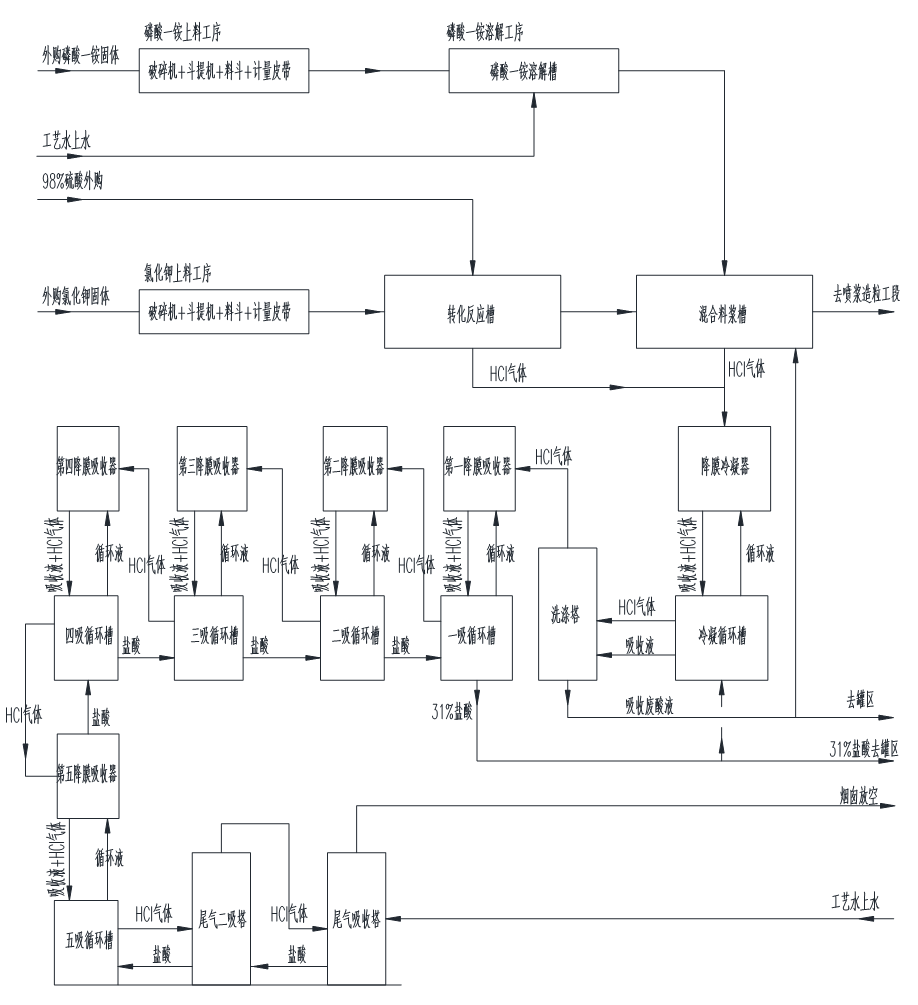 磷酸一铵上料工序
磷酸一铵溶解工序
外购磷酸一铵固体
破碎机+斗提机+料斗+计量皮带
磷酸一铵溶解槽
工艺水上水
98%硫酸外购
氯化钾上料工序
外购氯化钾固体
破碎机+斗提机+料斗+计量皮带
转化反应槽
混合料浆槽
去喷浆造粒工段
HCl气体
HCl气体
第四降膜吸收器
第三降膜吸收器
第二降膜吸收器
第一降膜吸收器
HCl气体
降膜冷凝器
吸收液+HCl气体
循环液
HCl气体
吸收液+HCl气体
循环液
HCl气体
吸收液+HCl气体
循环液
HCl气体
吸收液+HCl气体
循环液
吸收液+HCl气体
循环液
四吸循环槽
盐酸
三吸循环槽
盐酸
二吸循环槽
盐酸
一吸循环槽
洗涤塔
HCl气体
吸收液
冷凝循环槽
HCl气体
盐酸
31%盐酸
吸收废酸液
去罐区
31%盐酸去罐区
第五降膜吸收器
烟囱放空
吸收液+HCl气体
循环液
五吸循环槽
HCl气体
盐酸
尾气二吸塔
HCl气体
盐酸
尾气吸收塔
工艺水上水